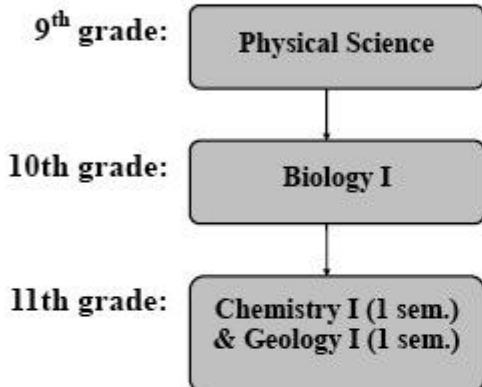 9th grade:
Physical Science
10th grade:
Biology I
11th grade:
Chemistry I (1 sem.)
& Geology I (1 sem.)